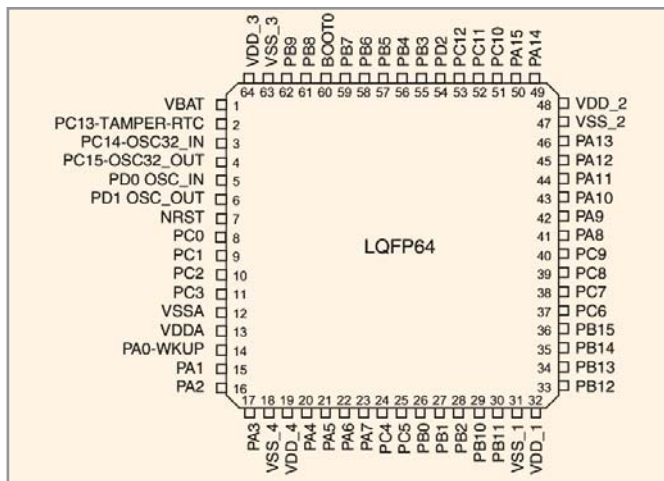 VDD_3
VSS_3
PB9
PB8
BOOT0
PB7
PB6
PB5
PB4
PB3
PD2
PC12
PC11
PC10
PA15
PA14
64 63 62 61 60 59 58 57 56 55 54 53 52 51 50 49
VBAT 1
PC13-TAMPER-RTC 2
PC14-OSC32_IN 3
PC15-OSC32_OUT 4
PD0 OSC_IN 5
PD1 OSC_OUT 6
NRST 7
PC0 8
PC1 9
PC2 10
PC3 11
VSSA 12
VDDA 13
PA0-WKUP 14
PA1 15
PA2 16
LQFP64
48 VDD_2
47 VSS_2
46 PA13
45 PA12
44 PA11
43 PA10
42 PA9
41 PA8
40 PC9
39 PC8
38 PC7
37 PC6
36 PB15
35 PB14
34 PB13
33 PB12
17 18 19 20 21 22 23 24 25 26 27 28 29 30 31 32
PA3
VSS_4
VDD_4
PA4
PA5
PA6
PA7
PC4
PC5
PB0
PB1
PB2
PB10
PB11
VSS_1
VDD_1